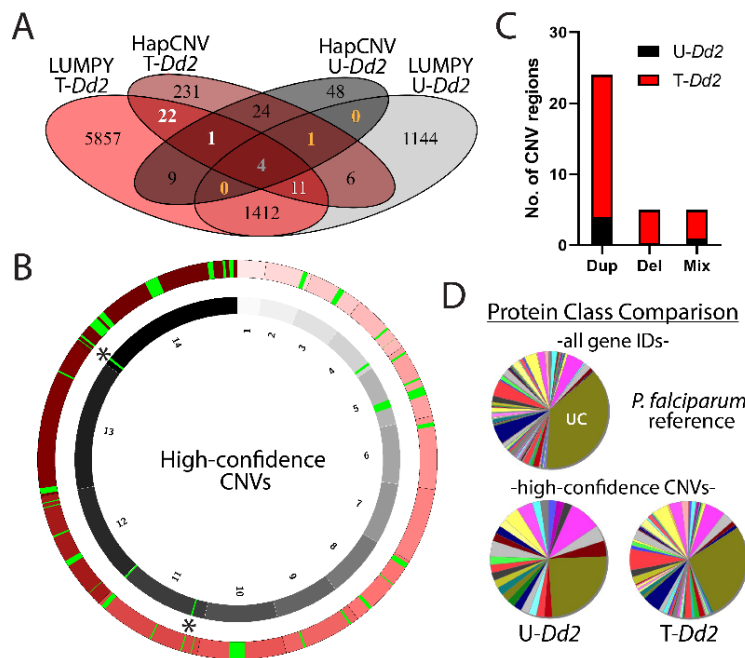 A
HapCNV
T-Dd2
HapCNV
U-Dd2
LUMPY
T-Dd2
LUMPY
U-Dd2
231
48
22
24
0
5857
1
1
1144
4
9
0
11
6
1412
B
1
2
3
4
5
6
7
8
9
10
11
12
13
14
*
*
High-confidence
CNVs
C
No. of CNV regions
30
20
10
0
U-Dd2
T-Dd2
Dup
Del
Mix
D
Protein Class Comparison
-all gene IDs-
UC
P. falciparum
reference
-high-confidence CNVs-
U-Dd2
T-Dd2